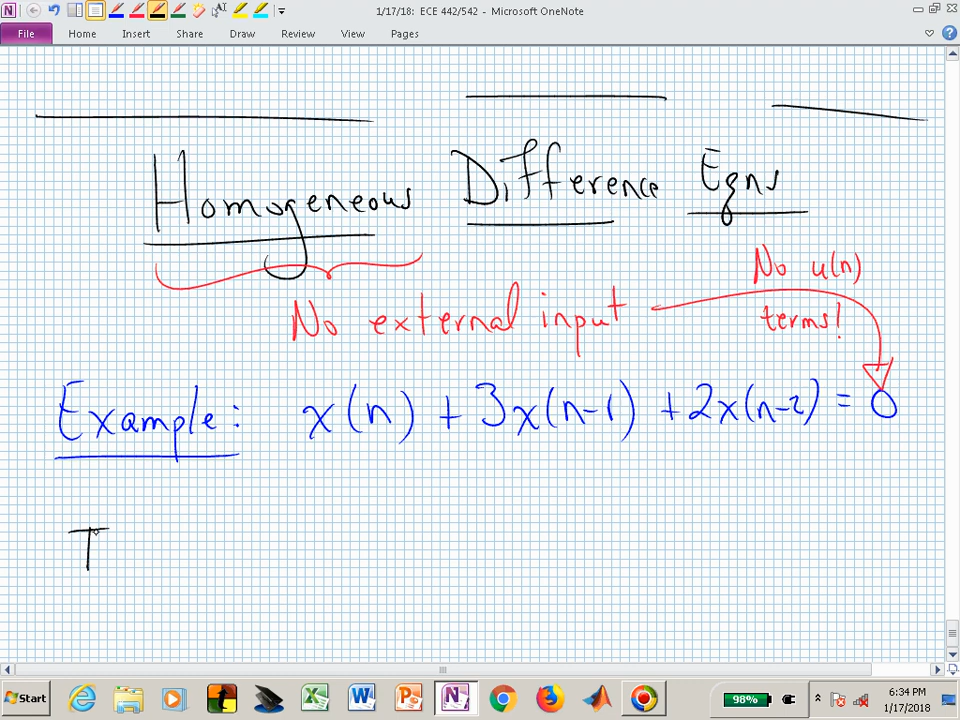 1/17/18: ECE 442/542 - Microsoft OneNote
File Home Insert Share Draw Review View Pages
Homogeneous Difference Eqns
No u(n)
No external input terms!
Example: x(n) + 3x(n-1) + 2x(n-2) = 0
T
Start 98% 6:34 PM
1/17/2018